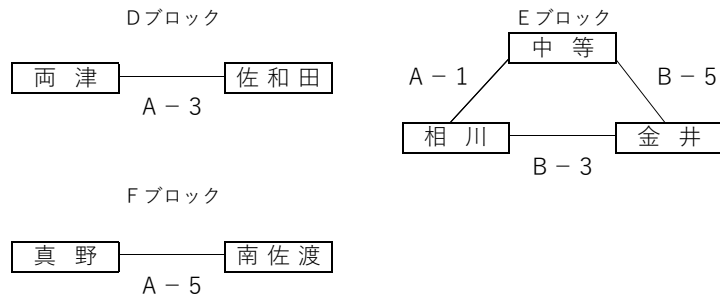 Dブロック
両 津
佐 和 田
A－3
Eブロック
中 等
A－1
B－5
相 川
金 井
B－3
Fブロック
真 野
南 佐 渡
A－5